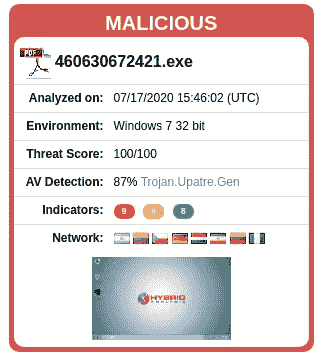 MALICIOUS
PDF
460630672421.exe
Analyzed on: 07/17/2020 15:46:02 (UTC)
Environment: Windows 7 32 bit
Threat Score: 100/100
AV Detection: 87% Trojan.Upatre.Gen
Indicators: 9 5 8
Network:
HYBRID
ANALYSIS